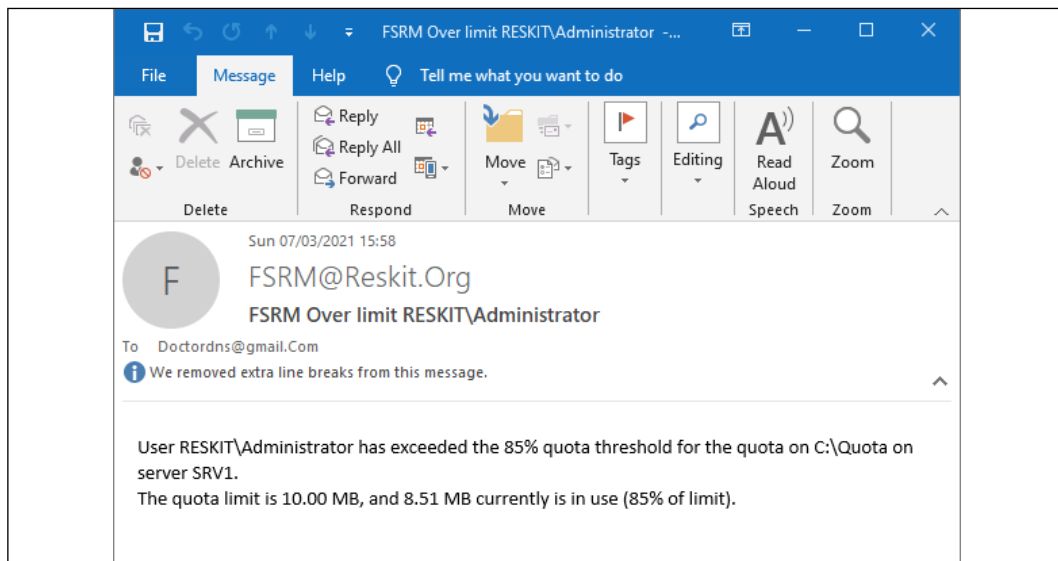 FSRM Over limit RESKIT\Administrator -...
File Message Help Tell me what you want to do
Delete Archive
Reply
Reply All
Forward
Move
Tags
Editing
Read Aloud
Zoom
Delete Respond Move Speech Zoom
Sun 07/03/2021 15:58
F
FSRM@Reskit.Org
FSRM Over limit RESKIT\Administrator
To Doctordns@gmail.Com
We removed extra line breaks from this message.
User RESKIT\Administrator has exceeded the 85% quota threshold for the quota on C:\Quota on
server SRV1.
The quota limit is 10.00 MB, and 8.51 MB currently is in use (85% of limit).